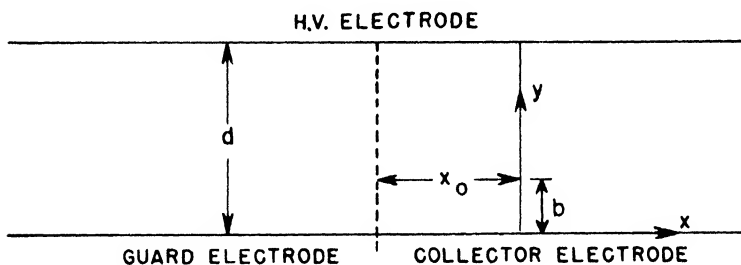 H.V. ELECTRODE
y
d
x₀
b
x
GUARD ELECTRODE
COLLECTOR ELECTRODE